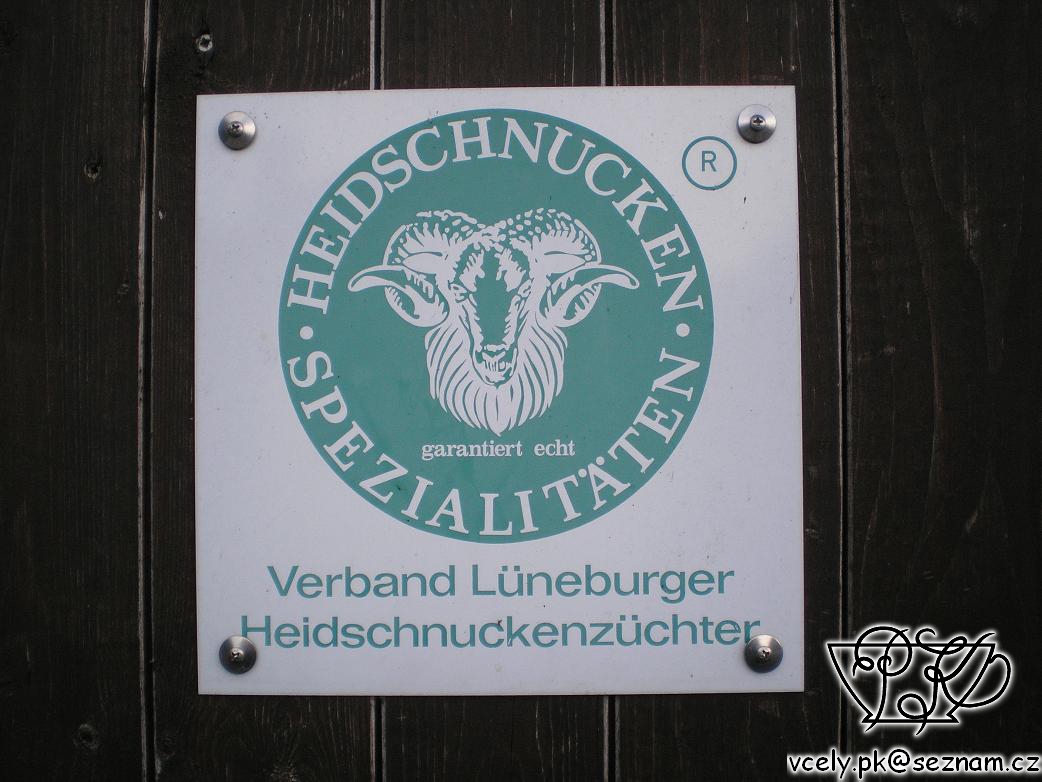 · HEIDSCHNUCKEN ·
SPEZIALITÄTEN
®
garantiert echt
Verband Lüneburger
Heidschnuckenzüchter
vcely.pk@seznam.cz